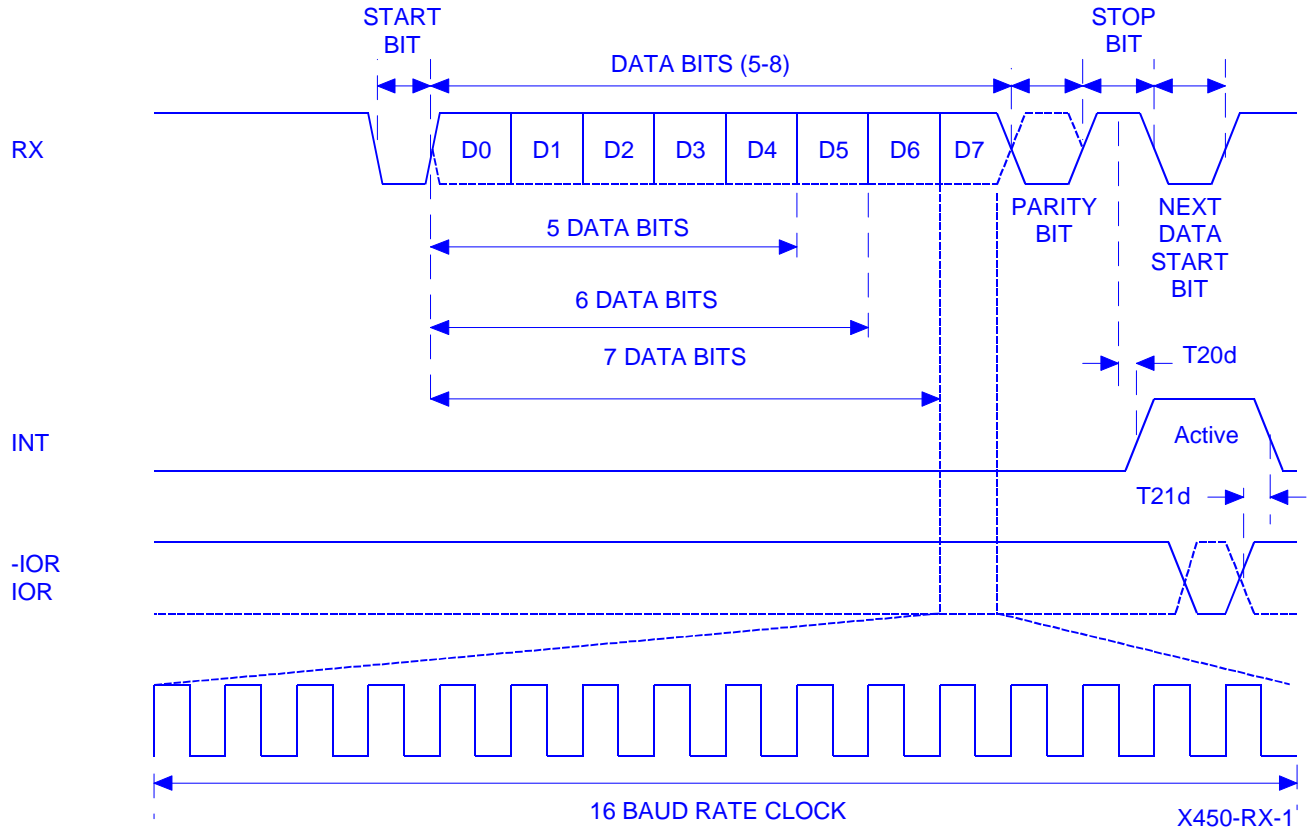 START
BIT
STOP
BIT
DATA BITS (5-8)
RX
D0 D1 D2 D3 D4 D5 D6 D7
PARITY
BIT
NEXT
DATA
START
BIT
5 DATA BITS
6 DATA BITS
7 DATA BITS
T20d
INT
Active
T21d
-IOR
IOR
16 BAUD RATE CLOCK
X450-RX-1